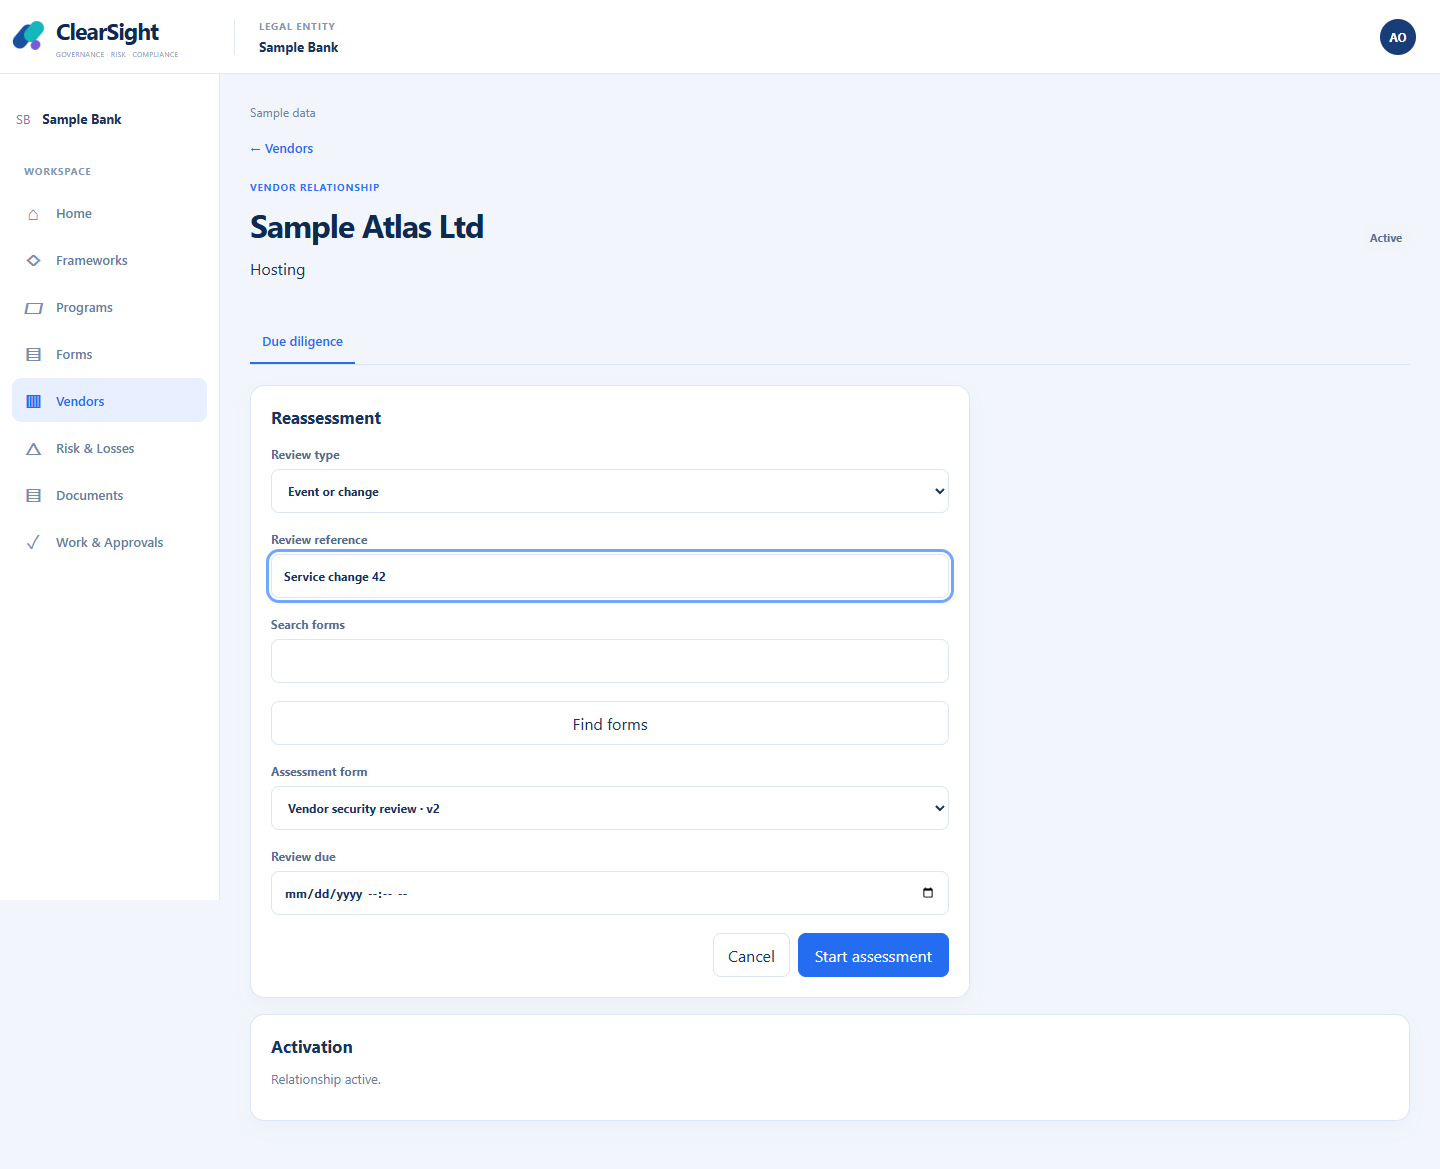 ClearSight
GOVERNANCE · RISK · COMPLIANCE
LEGAL ENTITY
Sample Bank
AO
SB Sample Bank
WORKSPACE
Home
Frameworks
Programs
Forms
Vendors
Risk & Losses
Documents
Work & Approvals
Sample data
← Vendors
VENDOR RELATIONSHIP
Sample Atlas Ltd
Active
Hosting
Due diligence
Reassessment
Review type
Event or change
Review reference
Service change 42
Search forms
Find forms
Assessment form
Vendor security review · v2
Review due
mm/dd/yyyy --:-- --
Cancel
Start assessment
Activation
Relationship active.